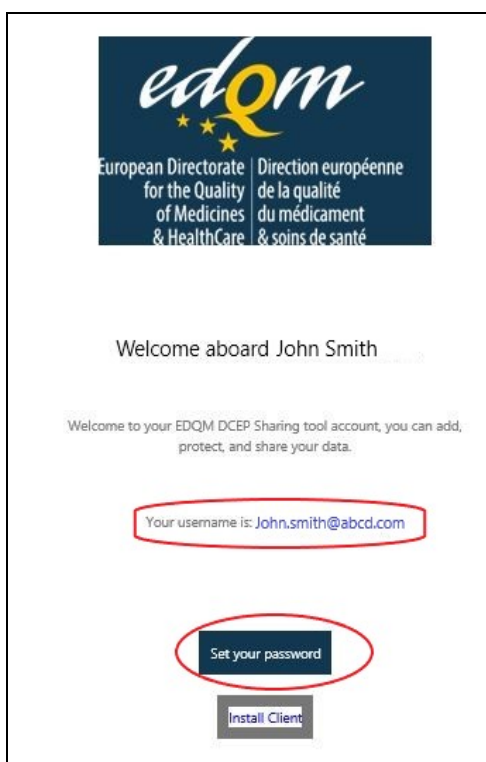 edQm
European Directorate | Direction européenne
for the Quality | de la qualité
of Medicines | du médicament
& HealthCare | & soins de santé
Welcome aboard John Smith
Welcome to your EDQM DCEP Sharing tool account, you can add,
protect, and share your data.
Your username is: John.smith@abcd.com
Set your password
Install Client